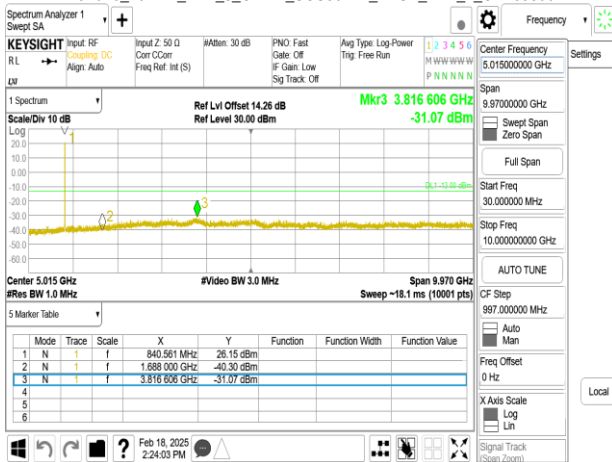 Spectrum Analyzer 1
Swept SA
Frequency
KEYSIGHT
RL
Input: RF
Coupling: DC
Align: Auto
Input Z: 50 Ω
Corr CCorr
Freq Ref: Int (S)
#Atten: 30 dB
PNO: Fast
Gate: Off
IF Gain: Low
Sig Track: Off
Avg Type: Log-Power
Trig: Free Run
1 2 3 4 5 6
M W W W W W
P N N N N N
1 Spectrum
Scale/Div 10 dB
Log
Ref Lvl Offset 14.26 dB
Ref Level 30.00 dBm
Mkr3 3.816 606 GHz
-31.07 dBm
20.0
10.0
0.00
-10.0
-20.0
-30.0
-40.0
-50.0
-60.0
1
2
3
DL1 -13.00 dBm
Center 5.015 GHz
#Res BW 1.0 MHz
#Video BW 3.0 MHz
Span 9.970 GHz
Sweep ~18.1 ms (10001 pts)
5 Marker Table
Mode Trace Scale X Y Function Function Width Function Value
1 N 1 f 840.561 MHz 26.15 dBm
2 N 1 f 1.688 000 GHz -40.30 dBm
3 N 1 f 3.816 606 GHz -31.07 dBm
4
5
6
Feb 18, 2025
2:24:03 PM
Center Frequency
5.015000000 GHz
Span
9.97000000 GHz
Swept Span
Zero Span
Full Span
Start Freq
30.000000 MHz
Stop Freq
10.000000000 GHz
AUTO TUNE
CF Step
997.000000 MHz
Auto
Man
Freq Offset
0 Hz
X Axis Scale
Log
Lin
Signal Track
(Span Zoom)
Settings
Local